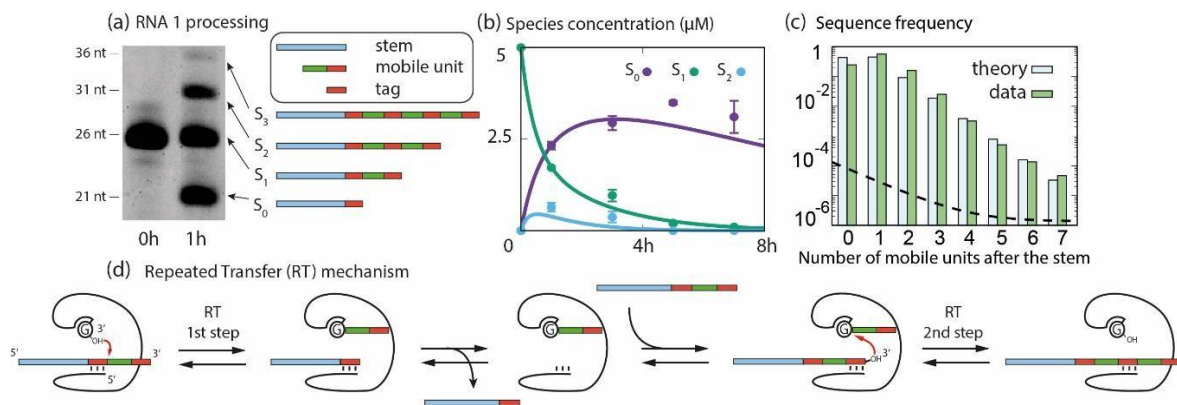 (a) RNA 1 processing
36 nt
31 nt
26 nt
21 nt
0h 1h
stem
mobile unit
tag
S3
S2
S1
S0
(b) Species concentration (μM)
5
2.5
S0 S1 S2
4h 8h
(c) Sequence frequency
1
10-2
10-4
10-6
theory
data
0 1 2 3 4 5 6 7
Number of mobile units after the stem
(d) Repeated Transfer (RT) mechanism
G
3'
OH
5'
3'
5'
RT
1st step
G
G
G
3'
OH
RT
2nd step
G
OH